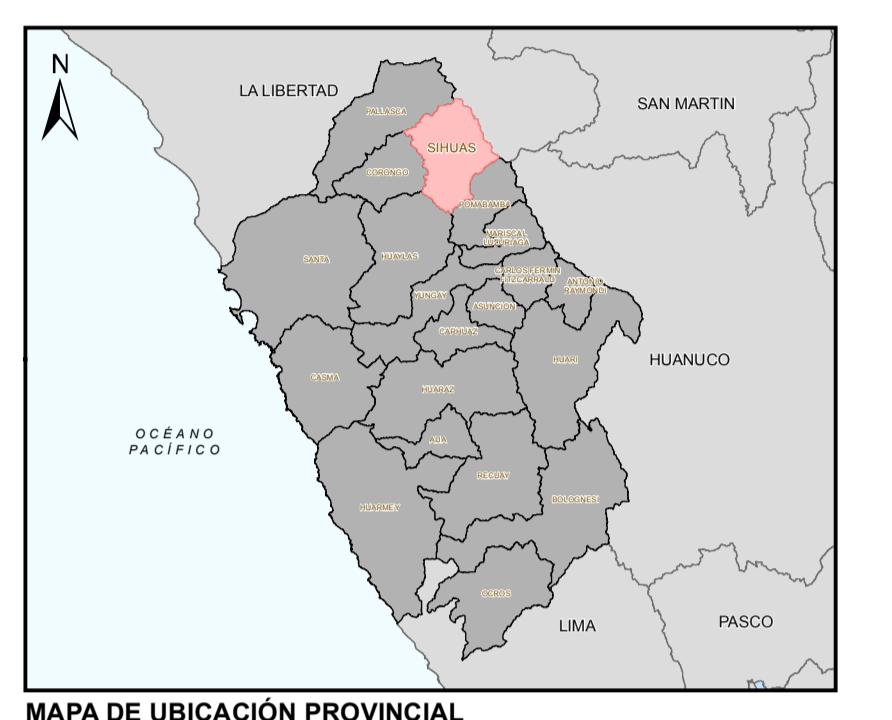 N
LA LIBERTAD
SAN MARTIN
PALLASCA
SIHUAS
CORONGO
POMABAMBA
MARISCAL
LUZURIAGA
SANTA
HUAYLAS
CARLOS FERMIN
FITZCARRALD
ANTONIO
RAYMONDI
YUNGAY
ASUNCION
CARHUAZ
HUARI
HUANUCO
CASMA
HUARAZ
OCÉANO
PACÍFICO
AIJA
RECUAY
BOLOGNESI
HUARMEY
OCROS
LIMA
PASCO
MAPA DE UBICACIÓN PROVINCIAL